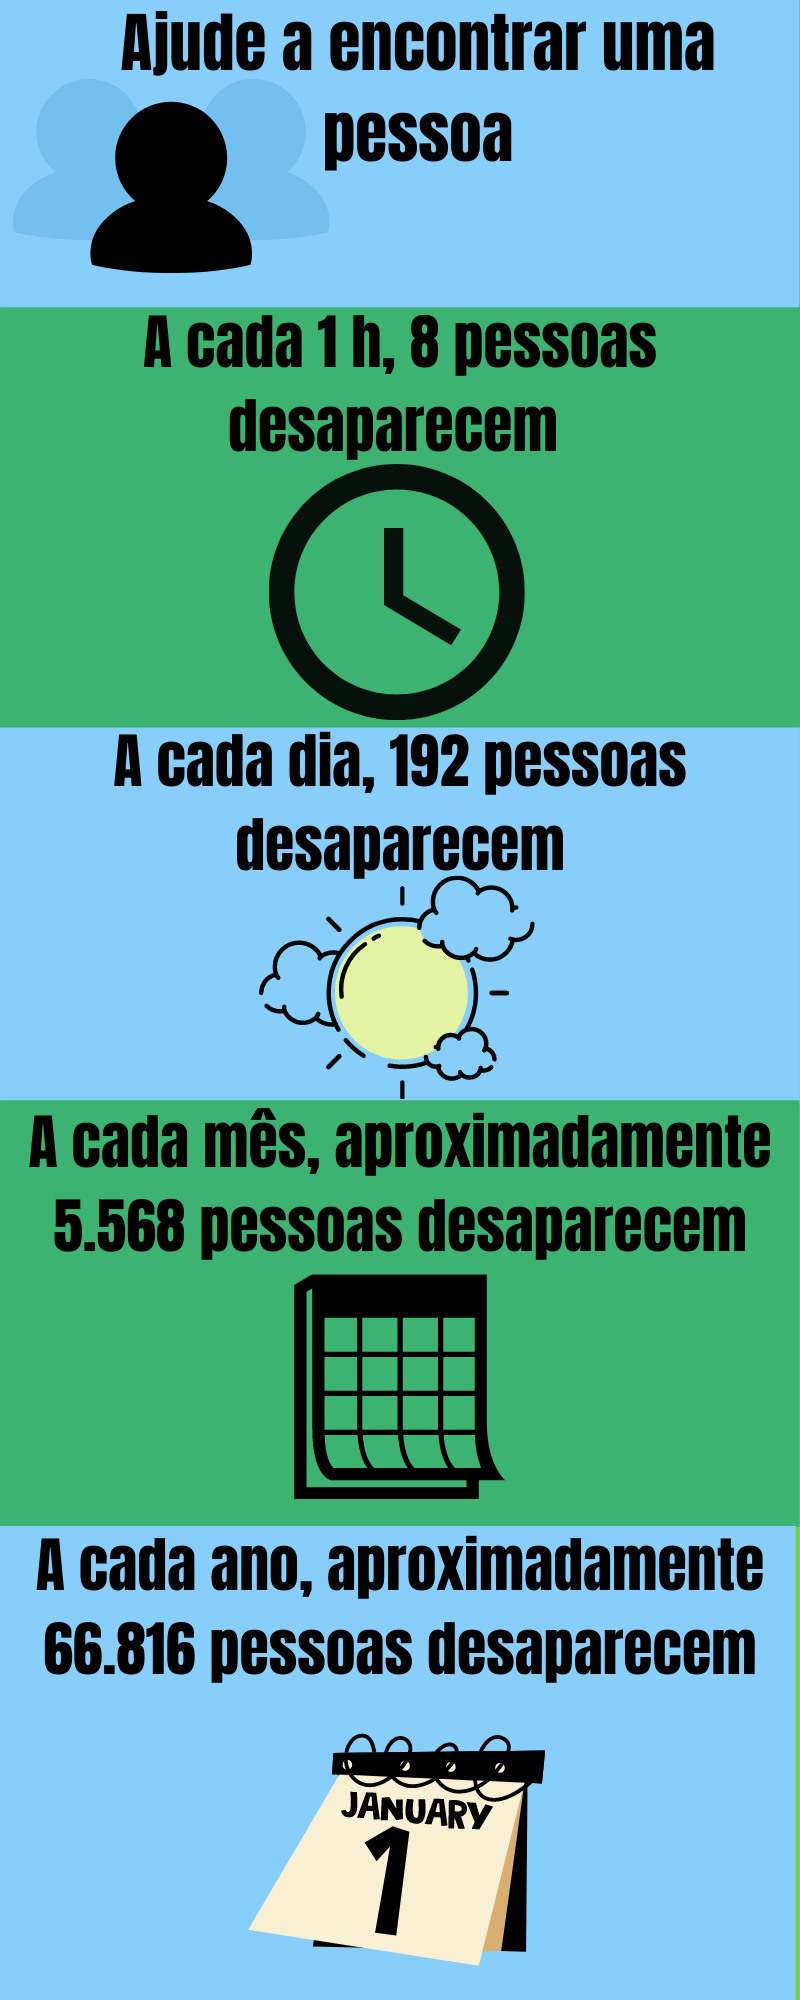 Ajude a encontrar uma
pessoa
A cada 1 h, 8 pessoas
desaparecem
A cada dia, 192 pessoas
desaparecem
A cada mês, aproximadamente
5.568 pessoas desaparecem
A cada ano, aproximadamente
66.816 pessoas desaparecem
JANUARY
1